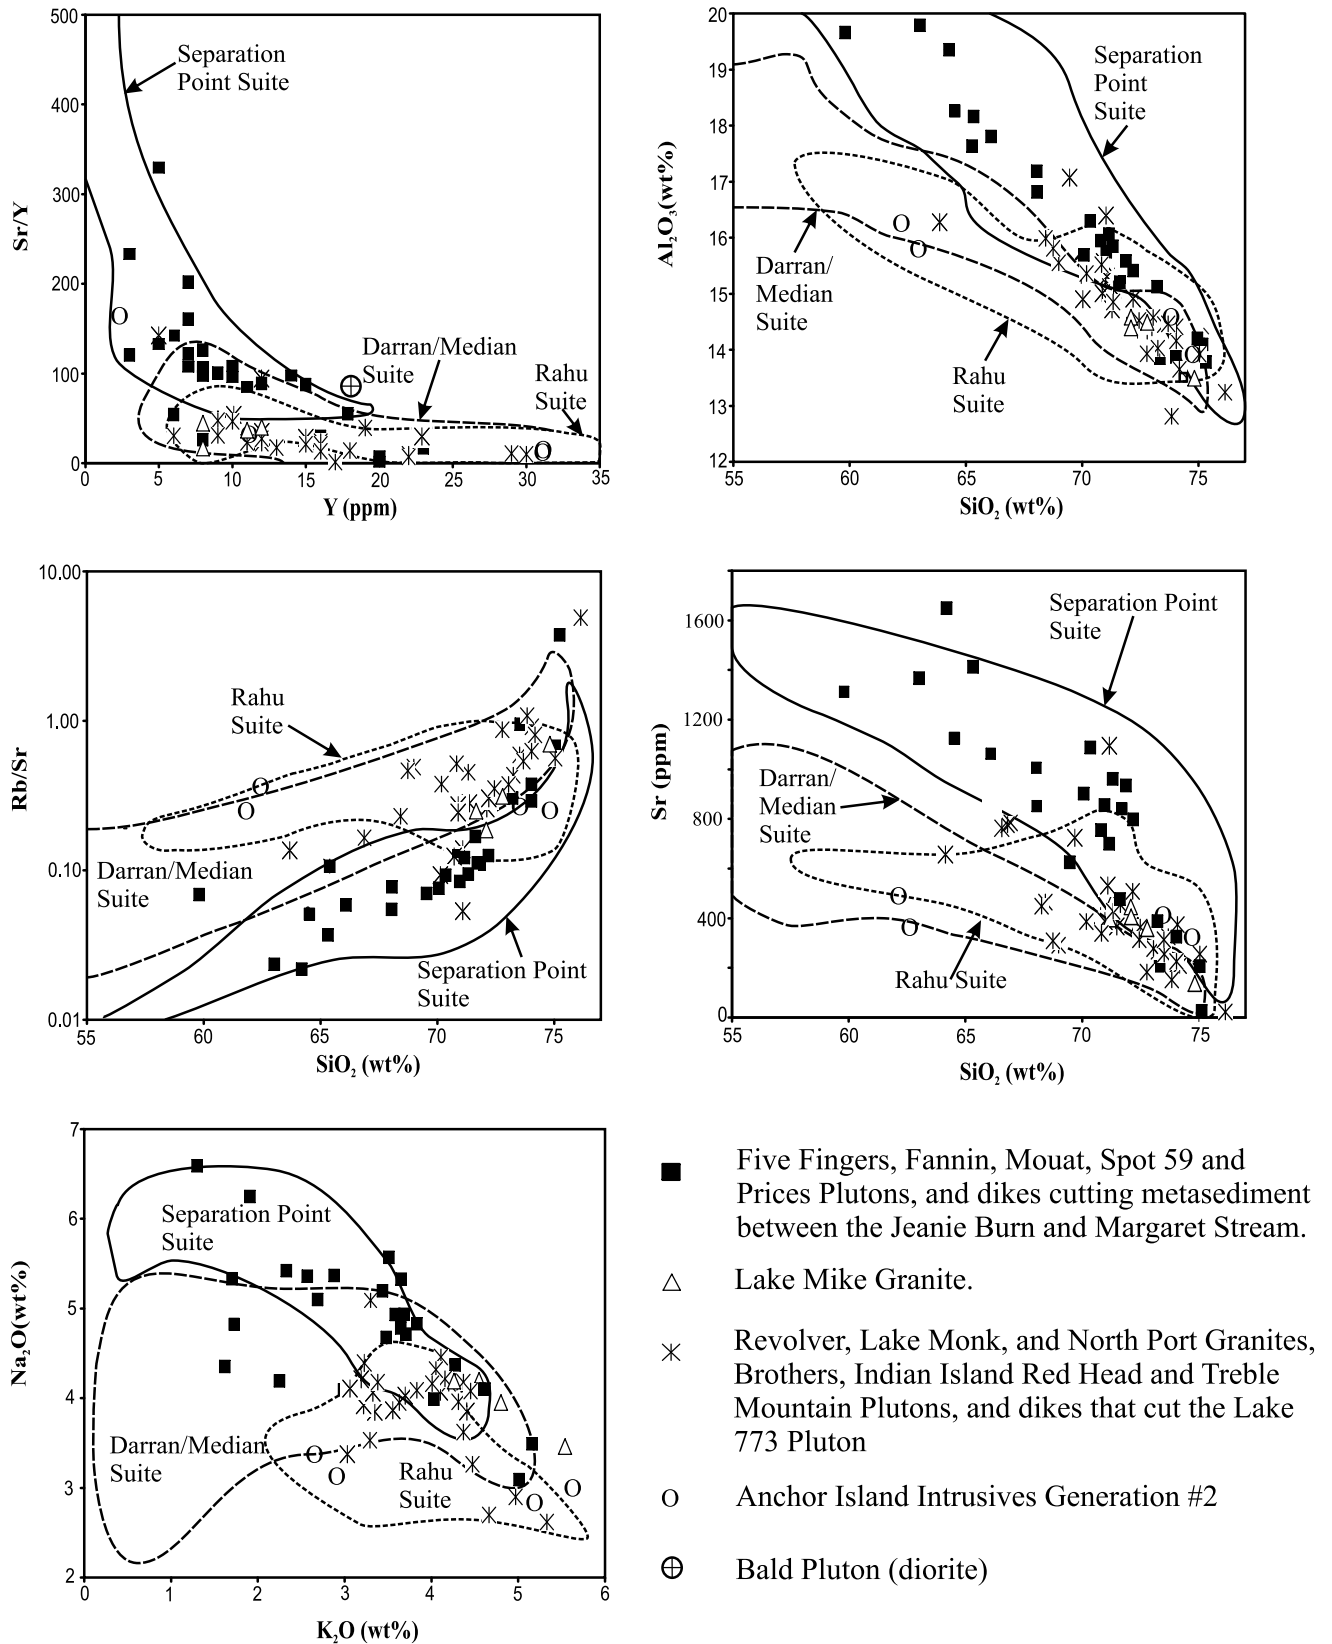 500
400
300
200
100
0
Sr/Y
0 5 10 15 20 25 30 35
Y (ppm)
Separation
Point Suite
Darran/Median
Suite
Rahu
Suite
20
19
18
17
16
15
14
13
12
Al₂O₃(wt%)
55 60 65 70 75
SiO₂ (wt%)
Separation
Point
Suite
Darran/
Median
Suite
Rahu
Suite
10.00
1.00
0.10
0.01
Rb/Sr
55 60 65 70 75
SiO₂ (wt%)
Rahu
Suite
Darran/Median
Suite
Separation Point
Suite
1600
1200
800
400
0
Sr (ppm)
55 60 65 70 75
SiO₂ (wt%)
Separation Point
Suite
Darran/
Median
Suite
Rahu Suite
7
6
5
4
3
2
Na₂O(wt%)
0 1 2 3 4 5 6
K₂O (wt%)
Separation Point
Suite
Darran/Median
Suite
Rahu
Suite
Five Fingers, Fannin, Mouat, Spot 59 and
Prices Plutons, and dikes cutting metasediment
between the Jeanie Burn and Margaret Stream.
Lake Mike Granite.
Revolver, Lake Monk, and North Port Granites,
Brothers, Indian Island Red Head and Treble
Mountain Plutons, and dikes that cut the Lake
773 Pluton
Anchor Island Intrusives Generation #2
Bald Pluton (diorite)